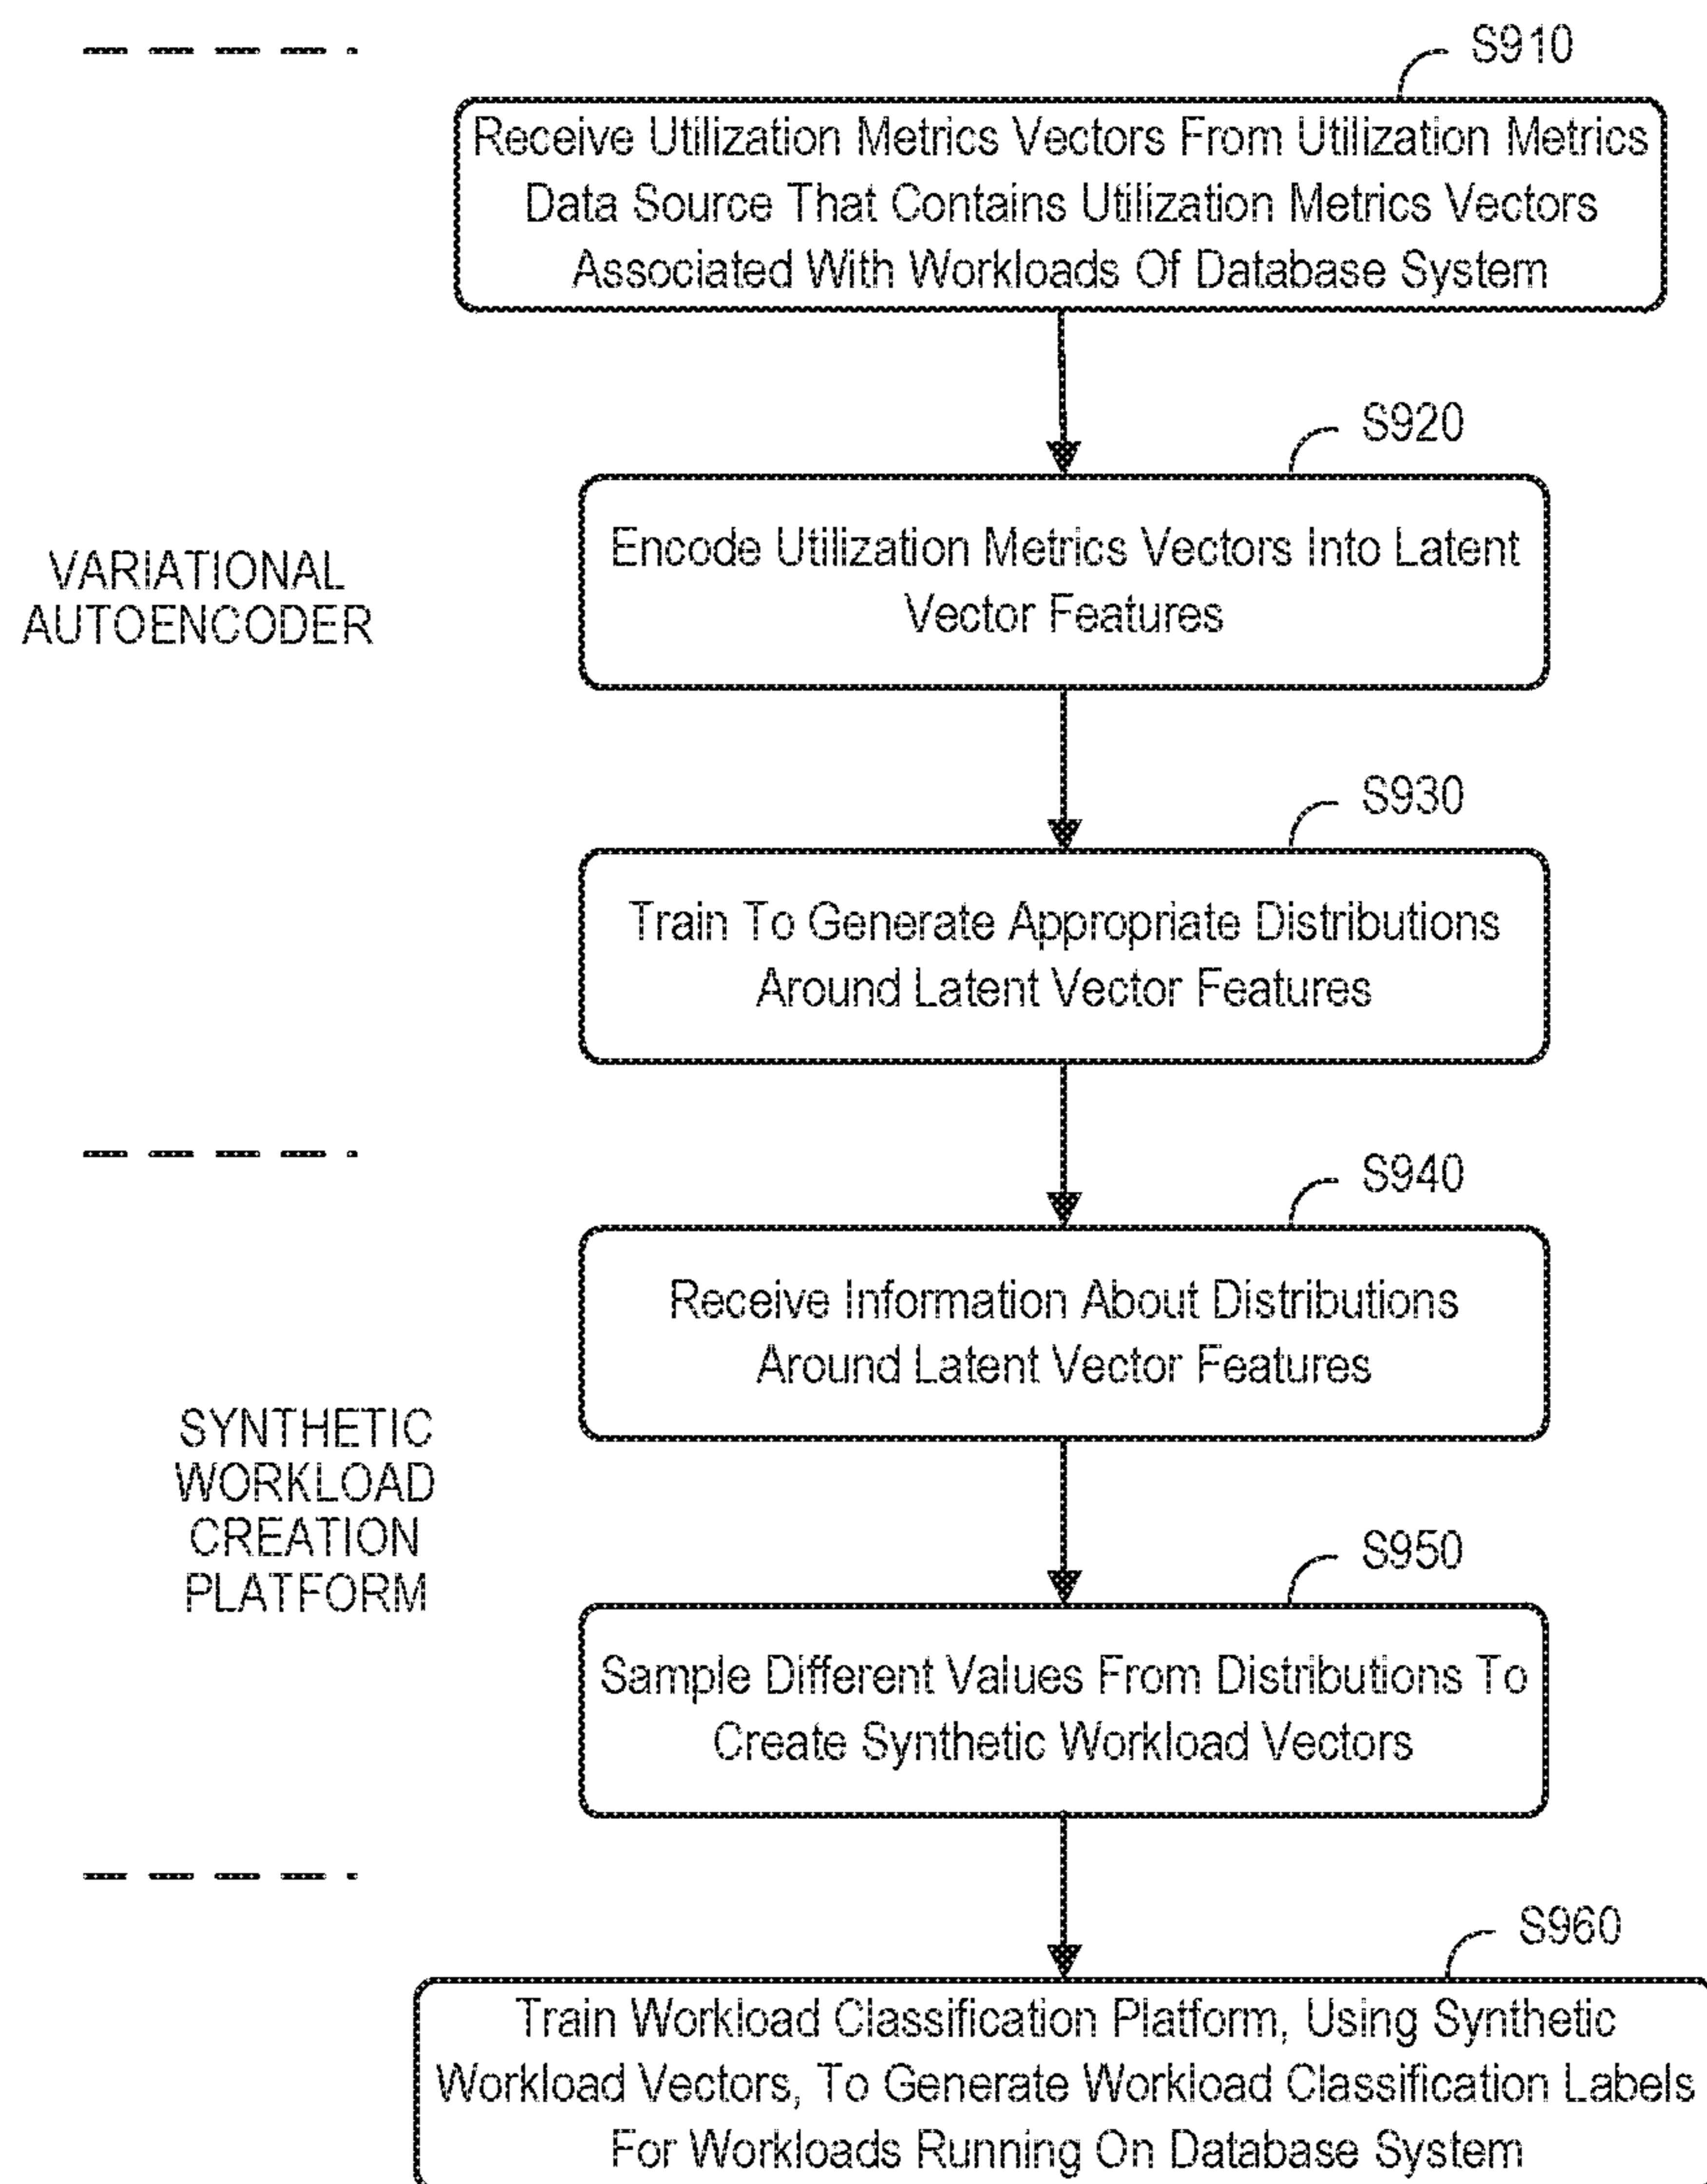 S910
Receive Utilization Metrics Vectors From Utilization Metrics
Data Source That Contains Utilization Metrics Vectors
Associated With Workloads Of Database System
S920
VARIATIONAL
AUTOENCODER
Encode Utilization Metrics Vectors Into Latent
Vector Features
S930
Train To Generate Appropriate Distributions
Around Latent Vector Features
S940
Receive Information About Distributions
Around Latent Vector Features
SYNTHETIC
WORKLOAD
CREATION
PLATFORM
S950
Sample Different Values From Distributions To
Create Synthetic Workload Vectors
S960
Train Workload Classification Platform, Using Synthetic
Workload Vectors, To Generate Workload Classification Labels
For Workloads Running On Database System